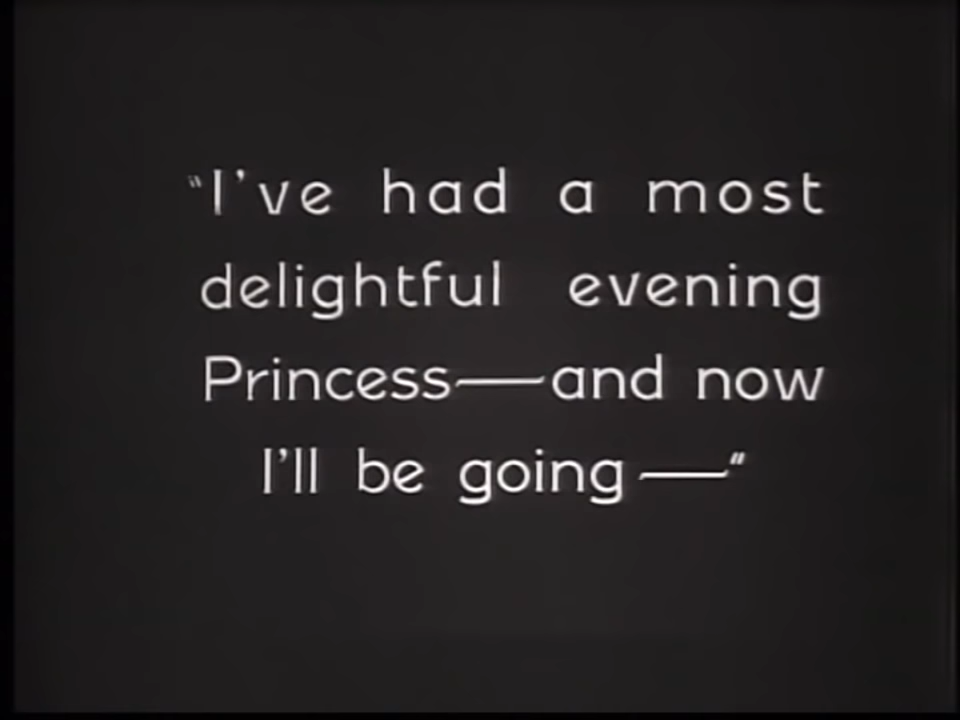 "I've had a most
delightful evening
Princess—and now
I'll be going—"